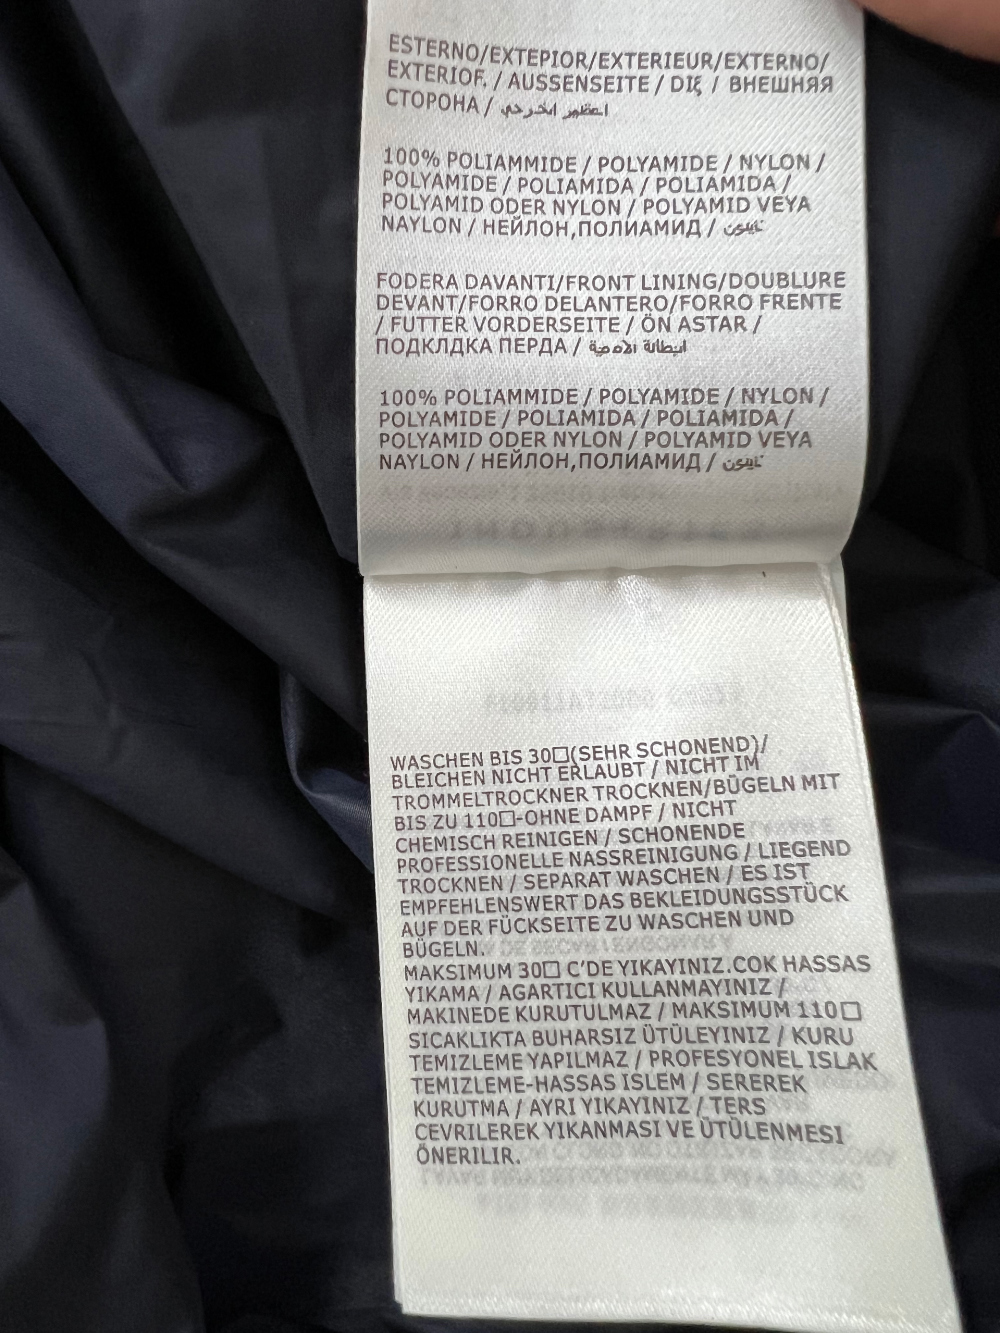 ESTERNO/EXTEPIOR/EXTERIEUR/EXTERNO/
EXTERIOF. / AUSSENSEITE / DIŞ / ВНЕШНЯЯ
СТОРОНА /
100% POLIAMMIDE / POLYAMIDE / NYLON /
POLYAMIDE / POLIAMIDA / POLIAMIDA /
POLYAMID ODER NYLON / POLYAMID VEYA
NAYLON / НЕЙЛОН,ПОЛИАМИД /
FODERA DAVANTI/FRONT LINING/DOUBLURE
DEVANT/FORRO DELANTERO/FORRO FRENTE
/ FUTTER VORDERSEITE / ÖN ASTAR /
ПОДКЛДКА ПЕРДА /
100% POLIAMMIDE / POLYAMIDE / NYLON /
POLYAMIDE / POLIAMIDA / POLIAMIDA /
POLYAMID ODER NYLON / POLYAMID VEYA
NAYLON / НЕЙЛОН,ПОЛИАМИД /
WASCHEN BIS 30□(SEHR SCHONEND)/
BLEICHEN NICHT ERLAUBT / NICHT IM
TROMMELTROCKNER TROCKNEN/BÜGELN MIT
BIS ZU 110□-OHNE DAMPF / NICHT
CHEMISCH REINIGEN / SCHONENDE
PROFESSIONELLE NASSREINIGUNG / LIEGEND
TROCKNEN / SEPARAT WASCHEN / ES IST
EMPFEHLENSWERT DAS BEKLEIDUNGSSTÜCK
AUF DER FÜCKSEITE ZU WASCHEN UND
BÜGELN.
MAKSIMUM 30□ C'DE YIKAYINIZ.COK HASSAS
YIKAMA / AGARTICI KULLANMAYINIZ /
MAKINEDE KURUTULMAZ / MAKSIMUM 110□
SICAKLIKTA BUHARSIZ ÜTÜLEYINIZ / KURU
TEMIZLEME YAPILMAZ / PROFESYONEL ISLAK
TEMIZLEME-HASSAS ISLEM / SEREREK
KURUTMA / AYRI YIKAYINIZ / TERS
CEVRILEREK YIKANMASI VE ÜTÜLENMESI
ÖNERILIR.